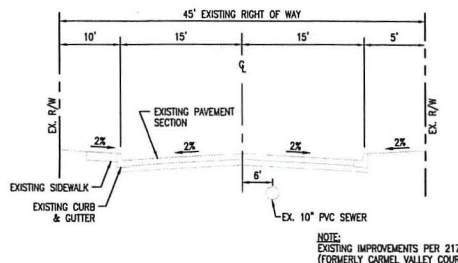 45' EXISTING RIGHT OF WAY
10' 15' 15' 5'
℄
EX. R/W
EX. R/W
EXISTING PAVEMENT
SECTION
2% 2% 2% 2%
6'
EXISTING SIDEWALK
EXISTING CURB
& GUTTER
EX. 10" PVC SEWER
NOTE:
EXISTING IMPROVEMENTS PER 217
(FORMERLY CARMEL VALLEY COUR